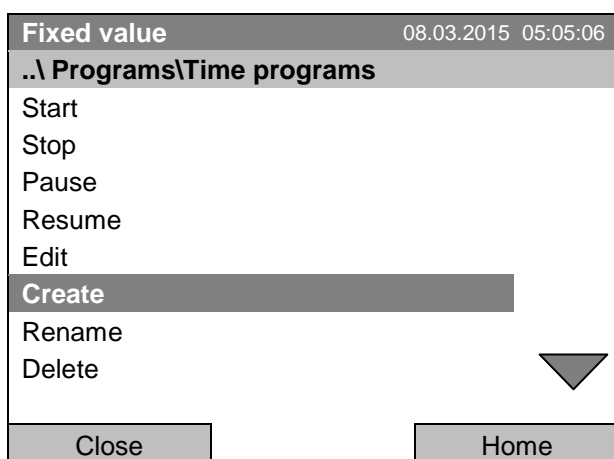 Fixed value 08.03.2015 05:05:06
..\ Programs\Time programs
Start
Stop
Pause
Resume
Edit
Create
Rename
Delete
Close Home